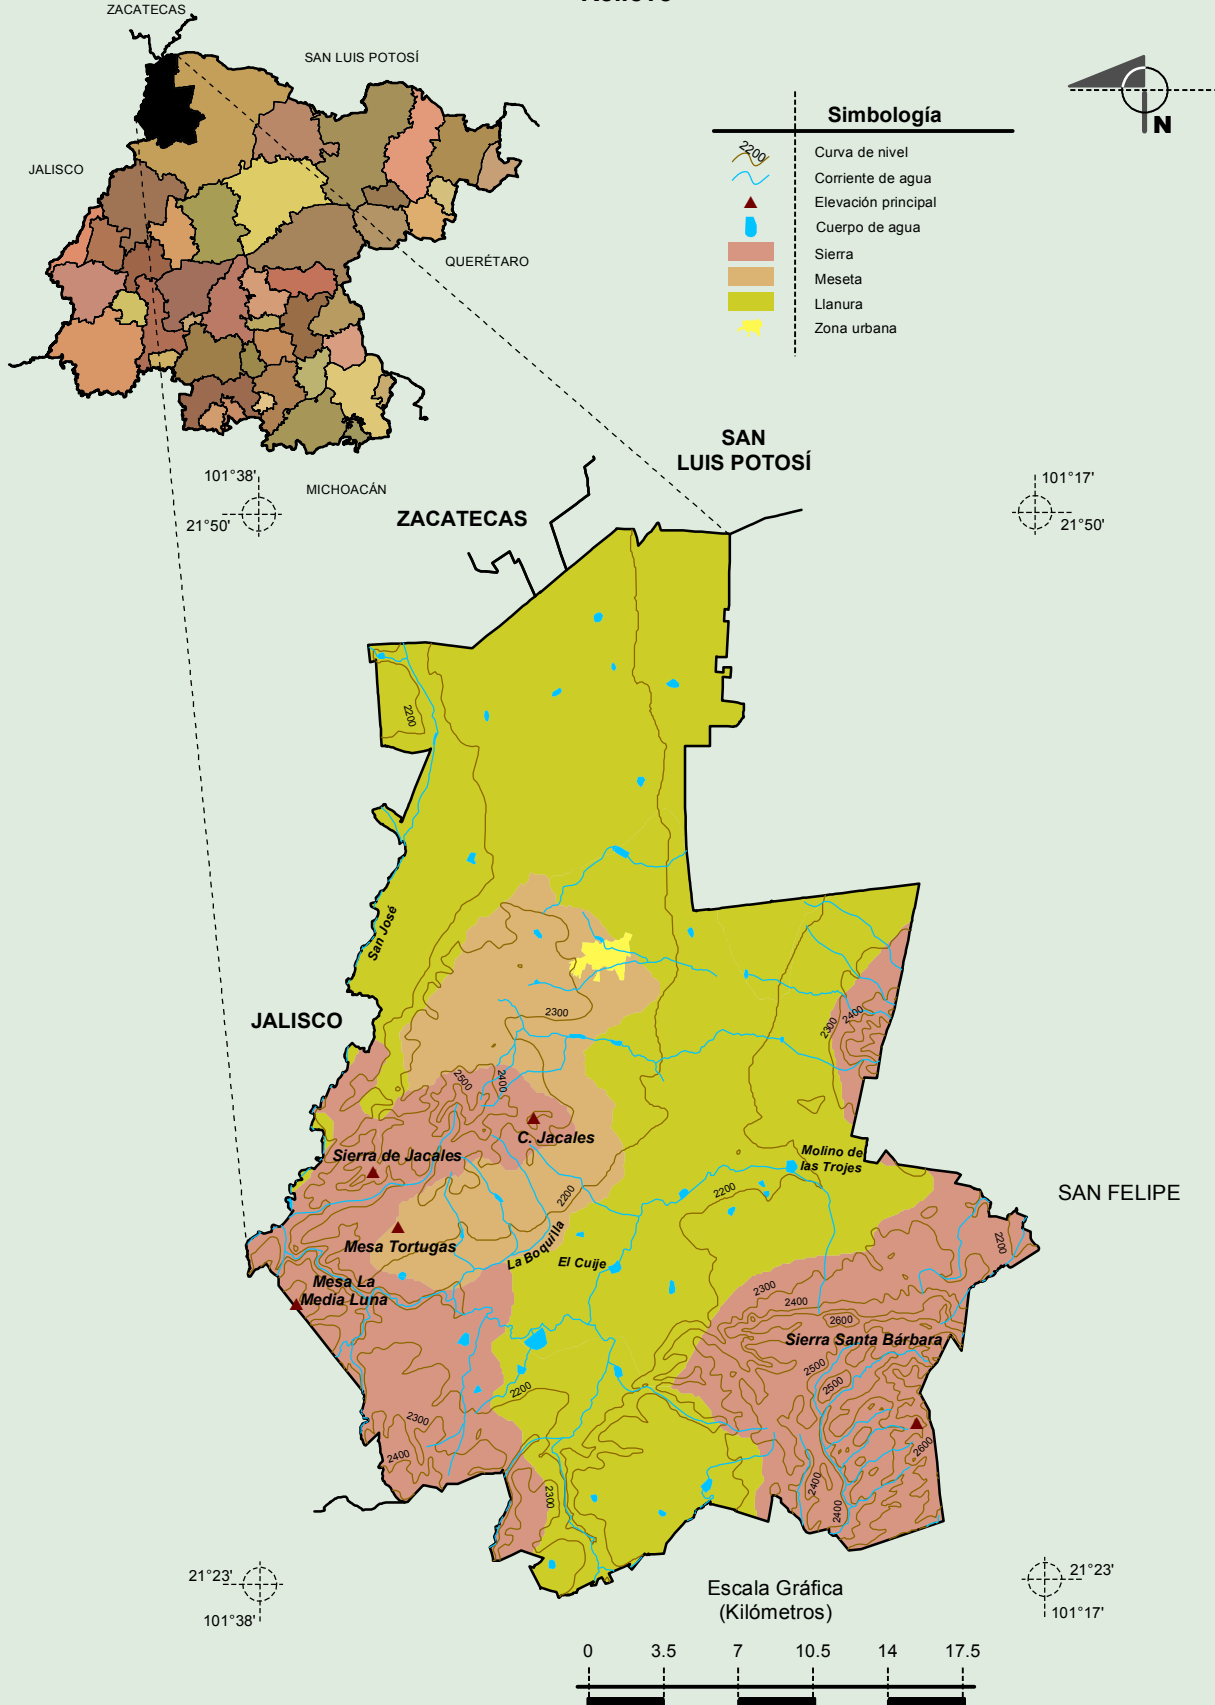 ZACATECAS
SAN LUIS POTOSÍ
JALISCO
QUERÉTARO
MICHOACÁN
N
Simbología
2200
Curva de nivel
Corriente de agua
Elevación principal
Cuerpo de agua
Sierra
Meseta
Llanura
Zona urbana
101°38'
21°50'
101°17'
21°50'
SAN
LUIS POTOSÍ
ZACATECAS
2200
San José
JALISCO
2300
2300
2400
2500
2400
C. Jacales
Sierra de Jacales
Molino de
las Trojes
2200
2200
SAN FELIPE
Mesa Tortugas
La Boquilla
El Cuije
2200
Mesa La
Media Luna
2300
2400
2600
Sierra Santa Bárbara
2500
2500
2200
2300
2400
2600
2400
2400
2300
21°23'
101°38'
21°23'
101°17'
Escala Gráfica
(Kilómetros)
0 3.5 7 10.5 14 17.5